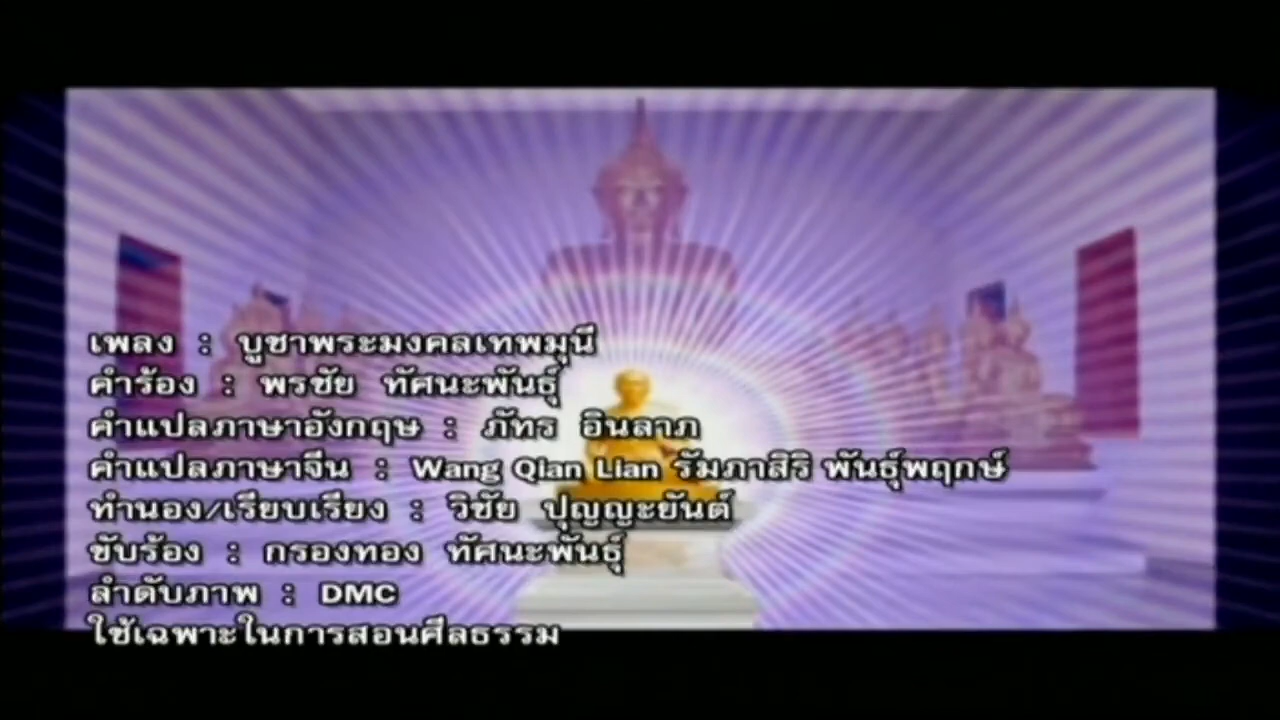 เพลง : บูชาพระมงคลเทพมุนี
คำร้อง : พรชัย ทัศนะพันธุ์
คำแปลภาษาอังกฤษ : ภัทร อินลาภ
คำแปลภาษาจีน : Wang Qian Lian รัมภาสิริ พันธุ์พฤกษ์
ทำนอง/เรียบเรียง : วิชัย ปุญญะยันต์
ขับร้อง : กรองทอง ทัศนะพันธุ์
ลำดับภาพ : DMC
ใช้เฉพาะในการสอนศีลธรรม